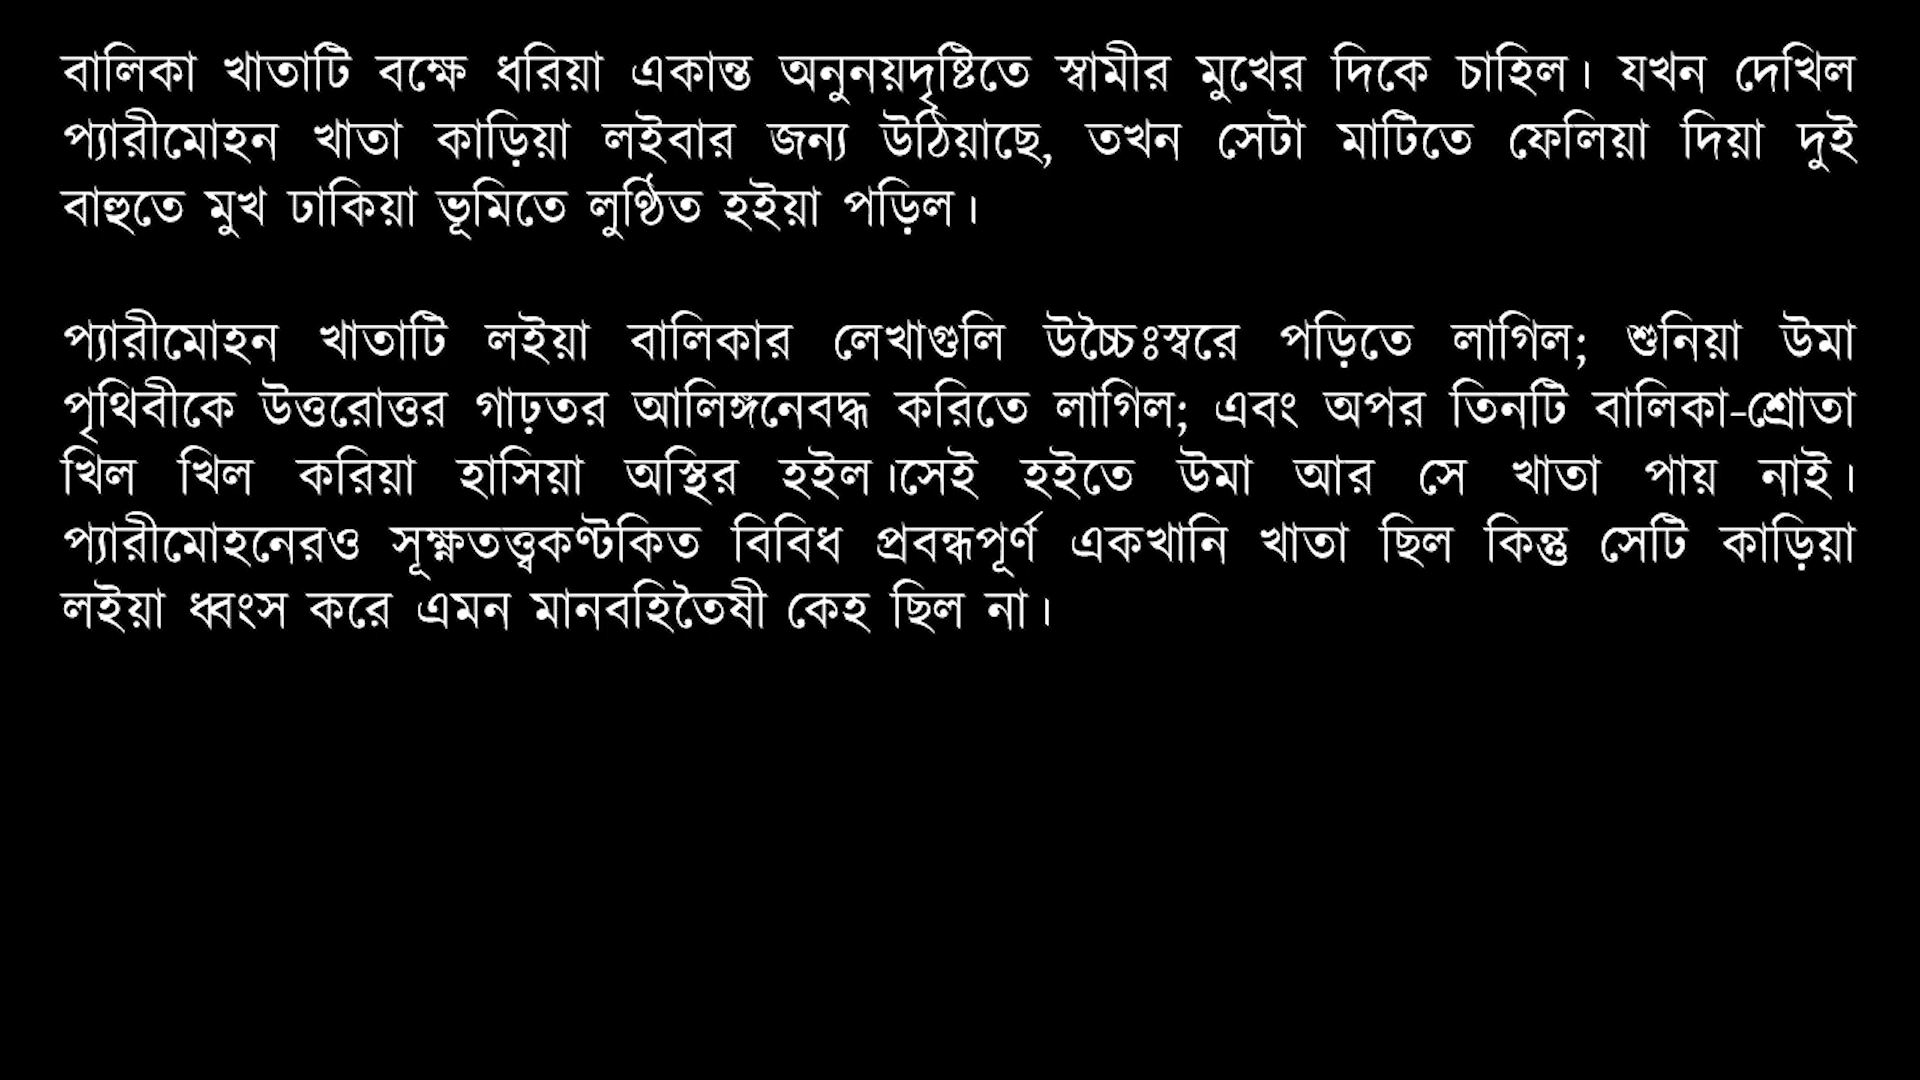 বালিকা খাতাটি বক্ষে ধরিয়া একান্ত অনুনয়দৃষ্টিতে স্বামীর মুখের দিকে চাহিল। যখন দেখিল
প্যারীমোহন খাতা কাড়িয়া লইবার জন্য উঠিয়াছে, তখন সেটা মাটিতে ফেলিয়া দিয়া দুই
বাহুতে মুখ ঢাকিয়া ভূমিতে লুণ্ঠিত হইয়া পড়িল।
প্যারীমোহন খাতাটি লইয়া বালিকার লেখাগুলি উচ্চৈঃস্বরে পড়িতে লাগিল; শুনিয়া উমা
পৃথিবীকে উত্তরোত্তর গাঢ়তর আলিঙ্গনেবদ্ধ করিতে লাগিল; এবং অপর তিনটি বালিকা-শ্রোতা
খিল খিল করিয়া হাসিয়া অস্থির হইল।সেই হইতে উমা আর সে খাতা পায় নাই।
প্যারীমোহনেরও সূক্ষ্ণতত্ত্বকণ্টকিত বিবিধ প্রবন্ধপূর্ণ একখানি খাতা ছিল কিন্তু সেটি কাড়িয়া
লইয়া ধ্বংস করে এমন মানবহিতৈষী কেহ ছিল না।